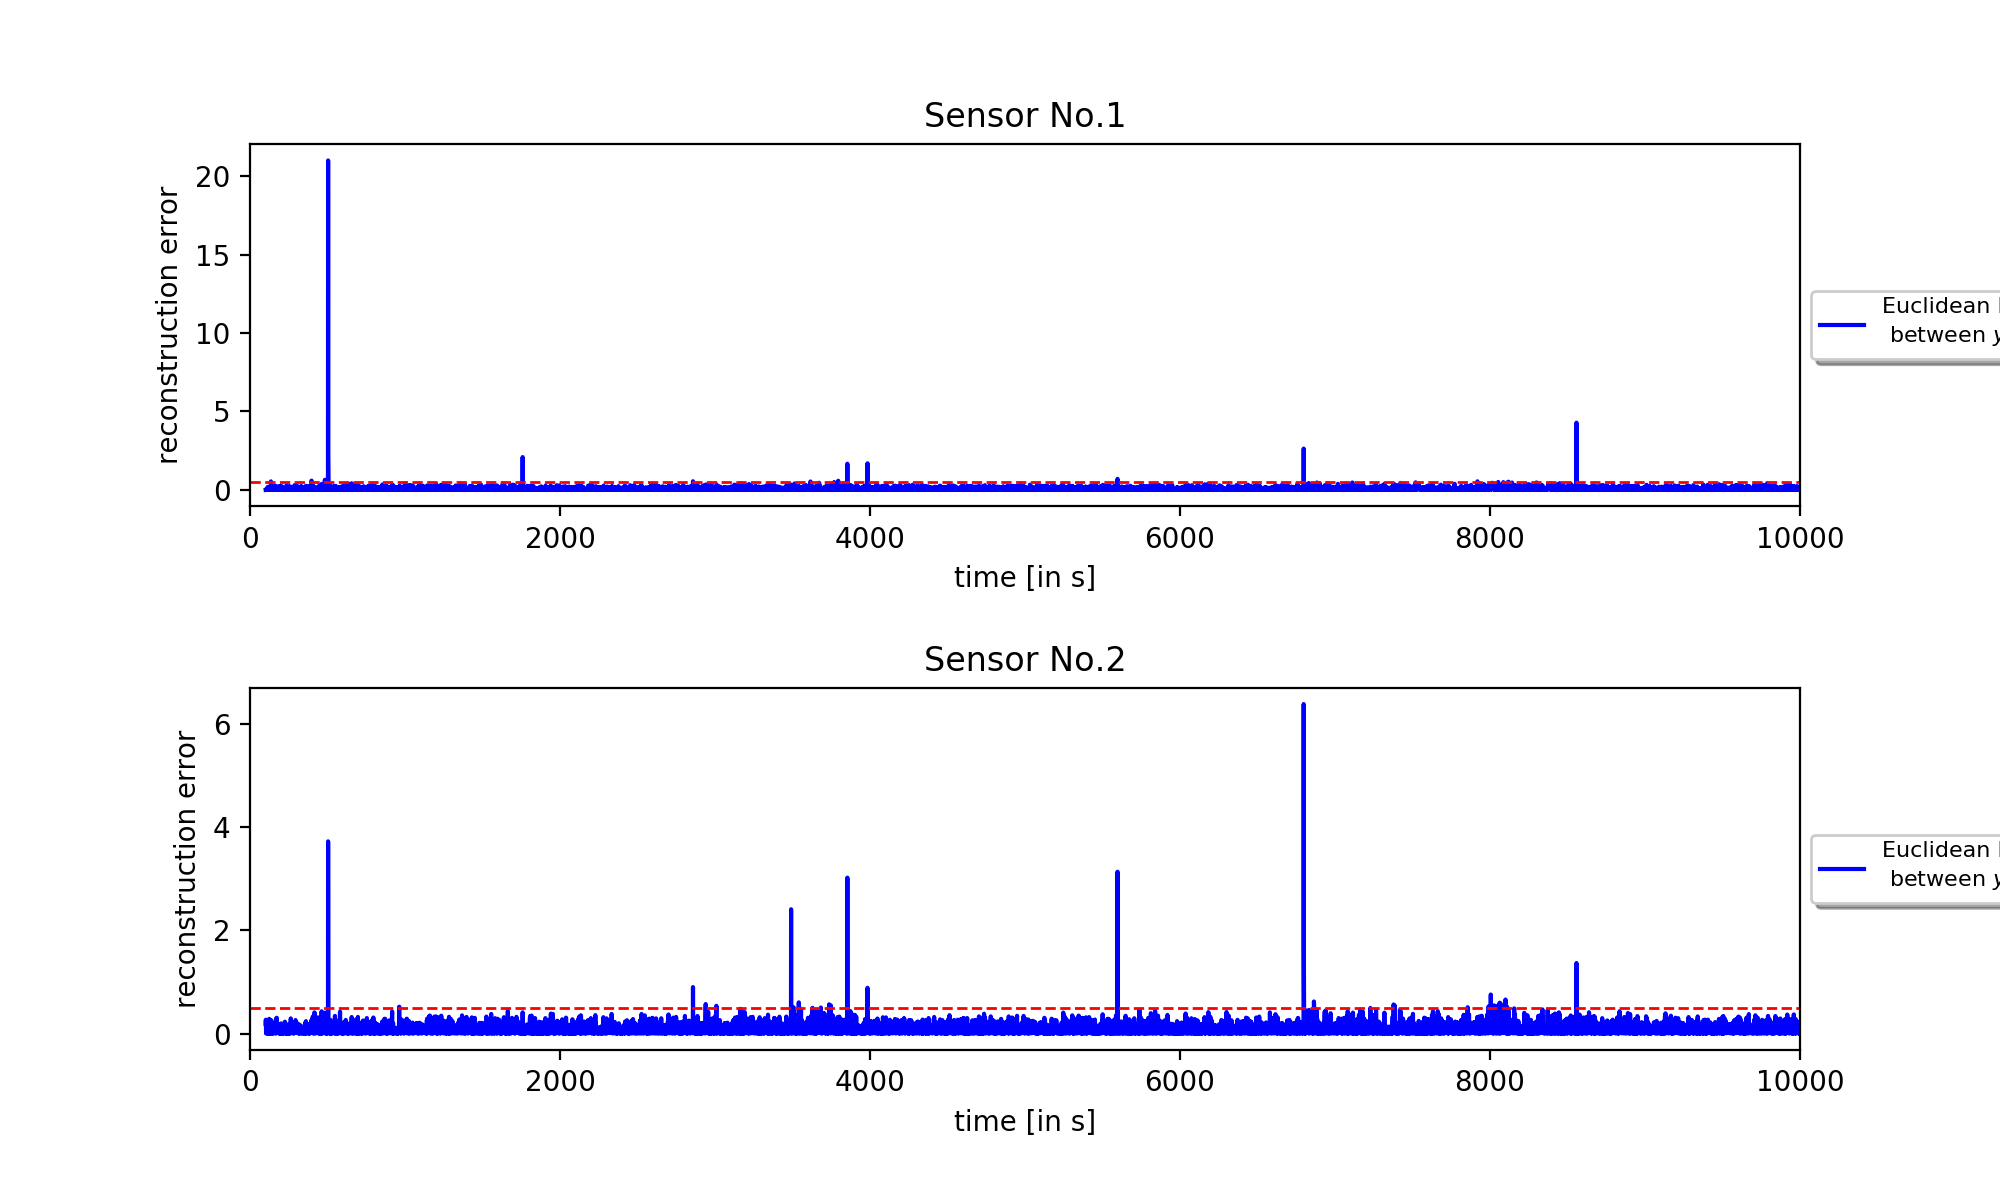 Sensor No.1
reconstruction error
20
15
10
5
0
0 2000 4000 6000 8000 10000
time [in s]
Euclidean
between y
Sensor No.2
reconstruction error
6
4
2
0
0 2000 4000 6000 8000 10000
time [in s]
Euclidean
between y